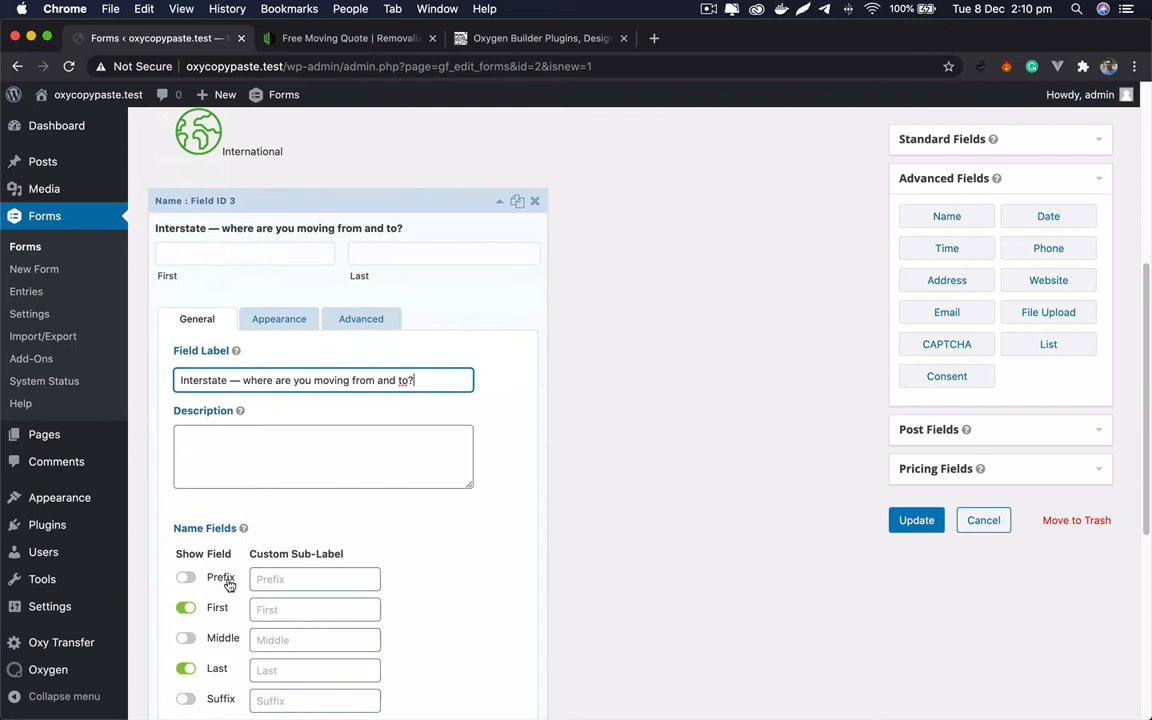 Chrome File Edit View History Bookmarks People Tab Window Help 100% Tue 8 Dec 2:10 pm
Forms ‹ oxycopypaste.test — Free Moving Quote | Removalis Oxygen Builder Plugins, Desig
Not Secure oxycopypaste.test/wp-admin/admin.php?page=gf_edit_forms&id=2&isnew=1
oxycopypaste.test 0 New Forms Howdy, admin
Dashboard
Posts
Media
Forms
Forms
New Form
Entries
Settings
Import/Export
Add-Ons
System Status
Help
Pages
Comments
Appearance
Plugins
Users
Tools
Settings
Oxy Transfer
Oxygen
Collapse menu
International
Name : Field ID 3
Interstate — where are you moving from and to?
First Last
General Appearance Advanced
Field Label
Interstate — where are you moving from and to?
Description
Name Fields
Show Field Custom Sub-Label
Prefix Prefix
First First
Middle Middle
Last Last
Suffix Suffix
Standard Fields
Advanced Fields
Name Date
Time Phone
Address Website
Email File Upload
CAPTCHA List
Consent
Post Fields
Pricing Fields
Update Cancel Move to Trash